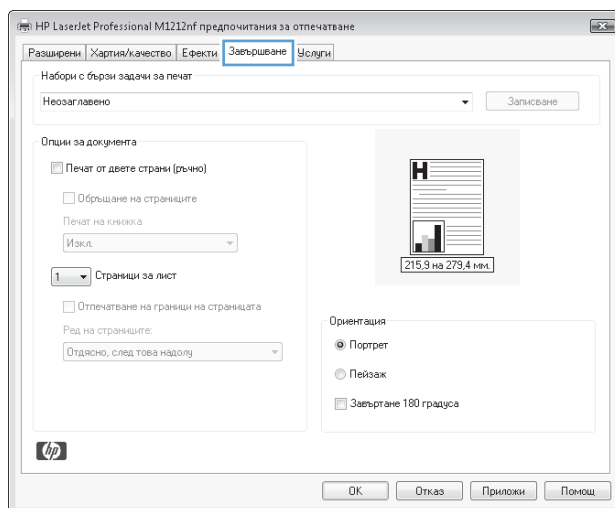 HP LaserJet Professional M1212nf предпочитания за отпечатване
Разширени Хартия/качество Ефекти Завършване Услуги
Набори с бързи задачи за печат
Неозаглавено Записване
Опции за документа
Печат от двете страни (ръчно)
Обръщане на страниците
Печат на книжка
Изкл.
1 Страници за лист
Отпечатване на граници на страницата
Ред на страниците:
Отдясно, след това надолу
H
215,9 на 279,4 мм.
Ориентация
Портрет
Пейзаж
Завъртане 180 градуса
hp
OK Отказ Приложи Помощ